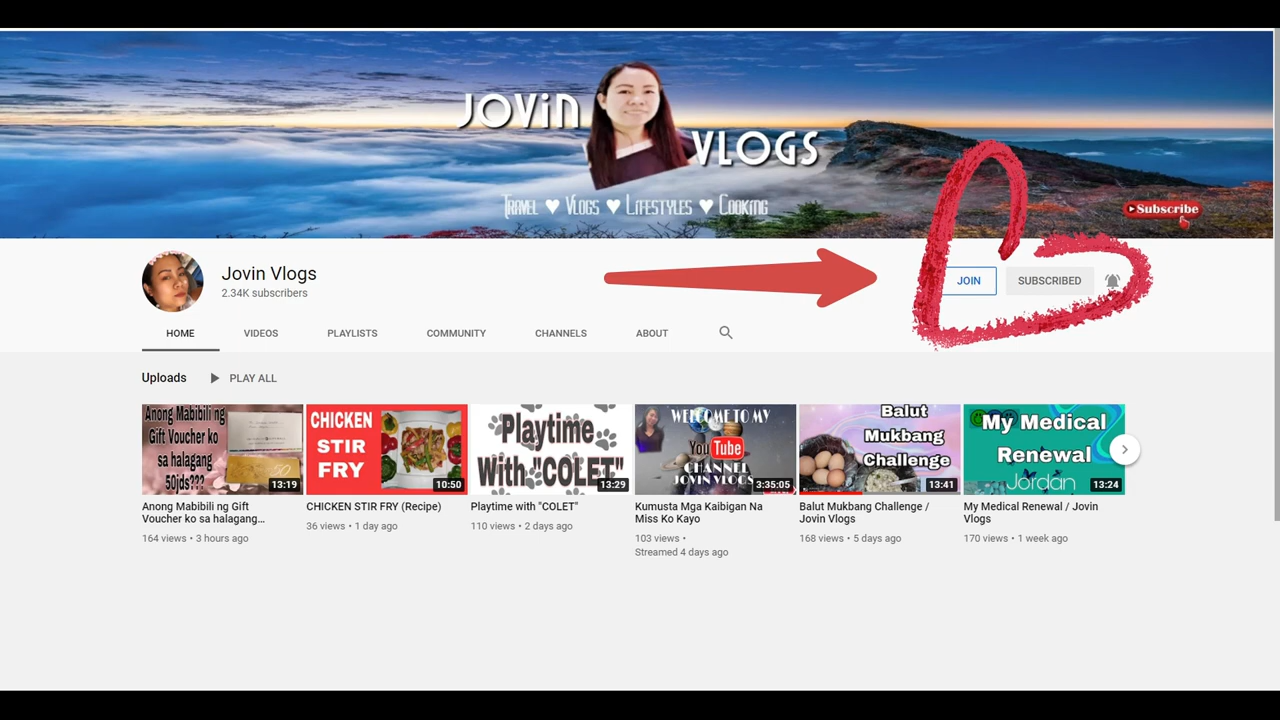 JOViN
VLOGS
TRAVEL ♥ VLOGS ♥ LIFESTYLES ♥ COOKING
Subscribe
Jovin Vlogs
2.34K subscribers
JOIN
SUBSCRIBED
HOME VIDEOS PLAYLISTS COMMUNITY CHANNELS ABOUT
Uploads PLAY ALL
Anong Mabibili ng
Gift Voucher ko
sa halagang
50jds???
50
13:19
CHICKEN
STIR
FRY
10:50
Playtime
With "COLET"
13:29
WELCOME TO MY
YouTube
CHANNEL
JOVIN VLOGS
3:35:05
Balut
Mukbang
Challenge
13:41
My Medical
Renewal
Jordan
13:24
Anong Mabibili ng Gift
Voucher ko sa halagang...
164 views • 3 hours ago
CHICKEN STIR FRY (Recipe)
36 views • 1 day ago
Playtime with "COLET"
110 views • 2 days ago
Kumusta Mga Kaibigan Na
Miss Ko Kayo
103 views •
Streamed 4 days ago
Balut Mukbang Challenge /
Jovin Vlogs
168 views • 5 days ago
My Medical Renewal / Jovin
Vlogs
170 views • 1 week ago